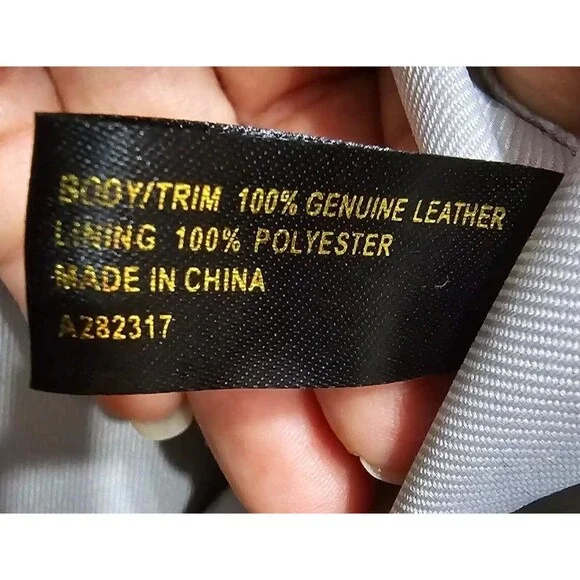 BODY/TRIM 100% GENUINE LEATHER
LINING 100% POLYESTER
MADE IN CHINA
A282317